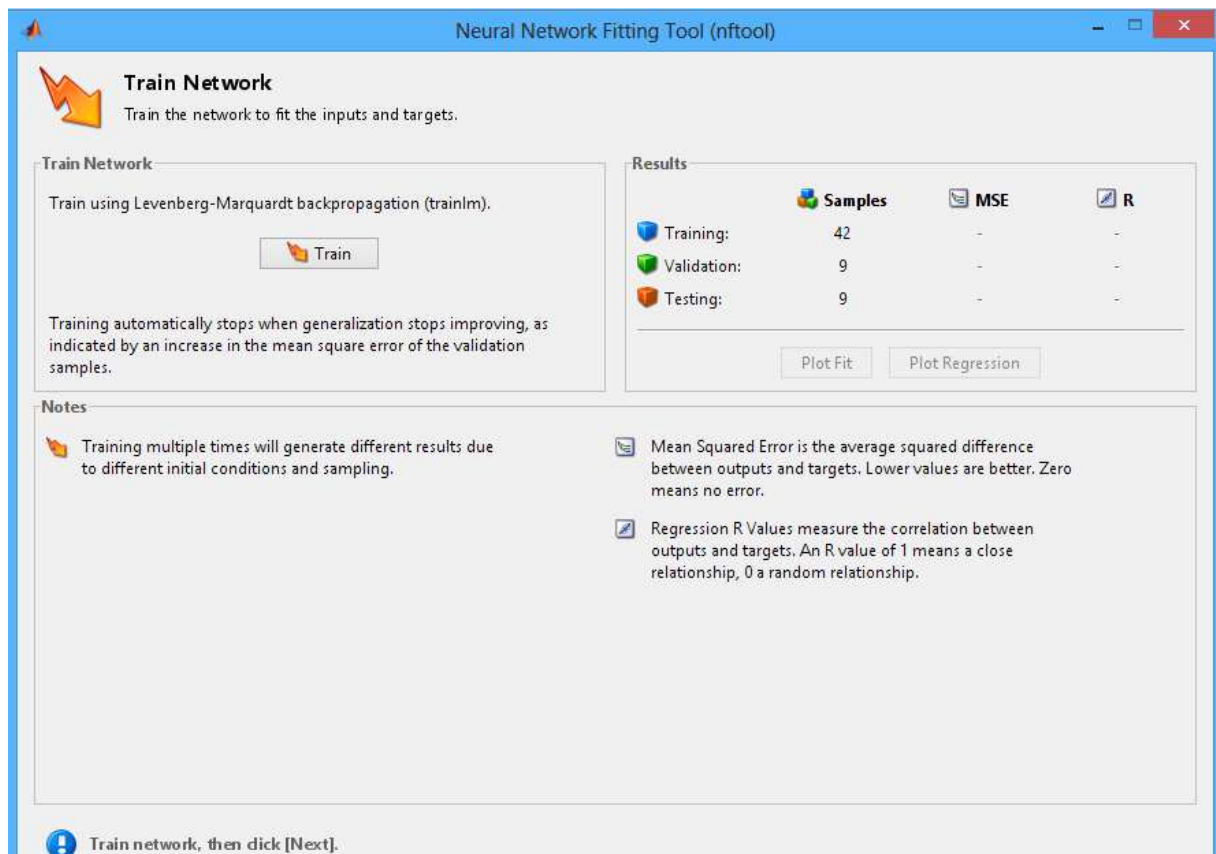 Neural Network Fitting Tool (nftool)
Train Network
Train the network to fit the inputs and targets.
Train Network
Train using Levenberg-Marquardt backpropagation (trainlm).
Train
Training automatically stops when generalization stops improving, as
indicated by an increase in the mean square error of the validation
samples.
Results
Samples MSE R
Training: 42 - -
Validation: 9 - -
Testing: 9 - -
Plot Fit Plot Regression
Notes
Training multiple times will generate different results due
to different initial conditions and sampling.
Mean Squared Error is the average squared difference
between outputs and targets. Lower values are better. Zero
means no error.
Regression R Values measure the correlation between
outputs and targets. An R value of 1 means a close
relationship, 0 a random relationship.
Train network, then click [Next].